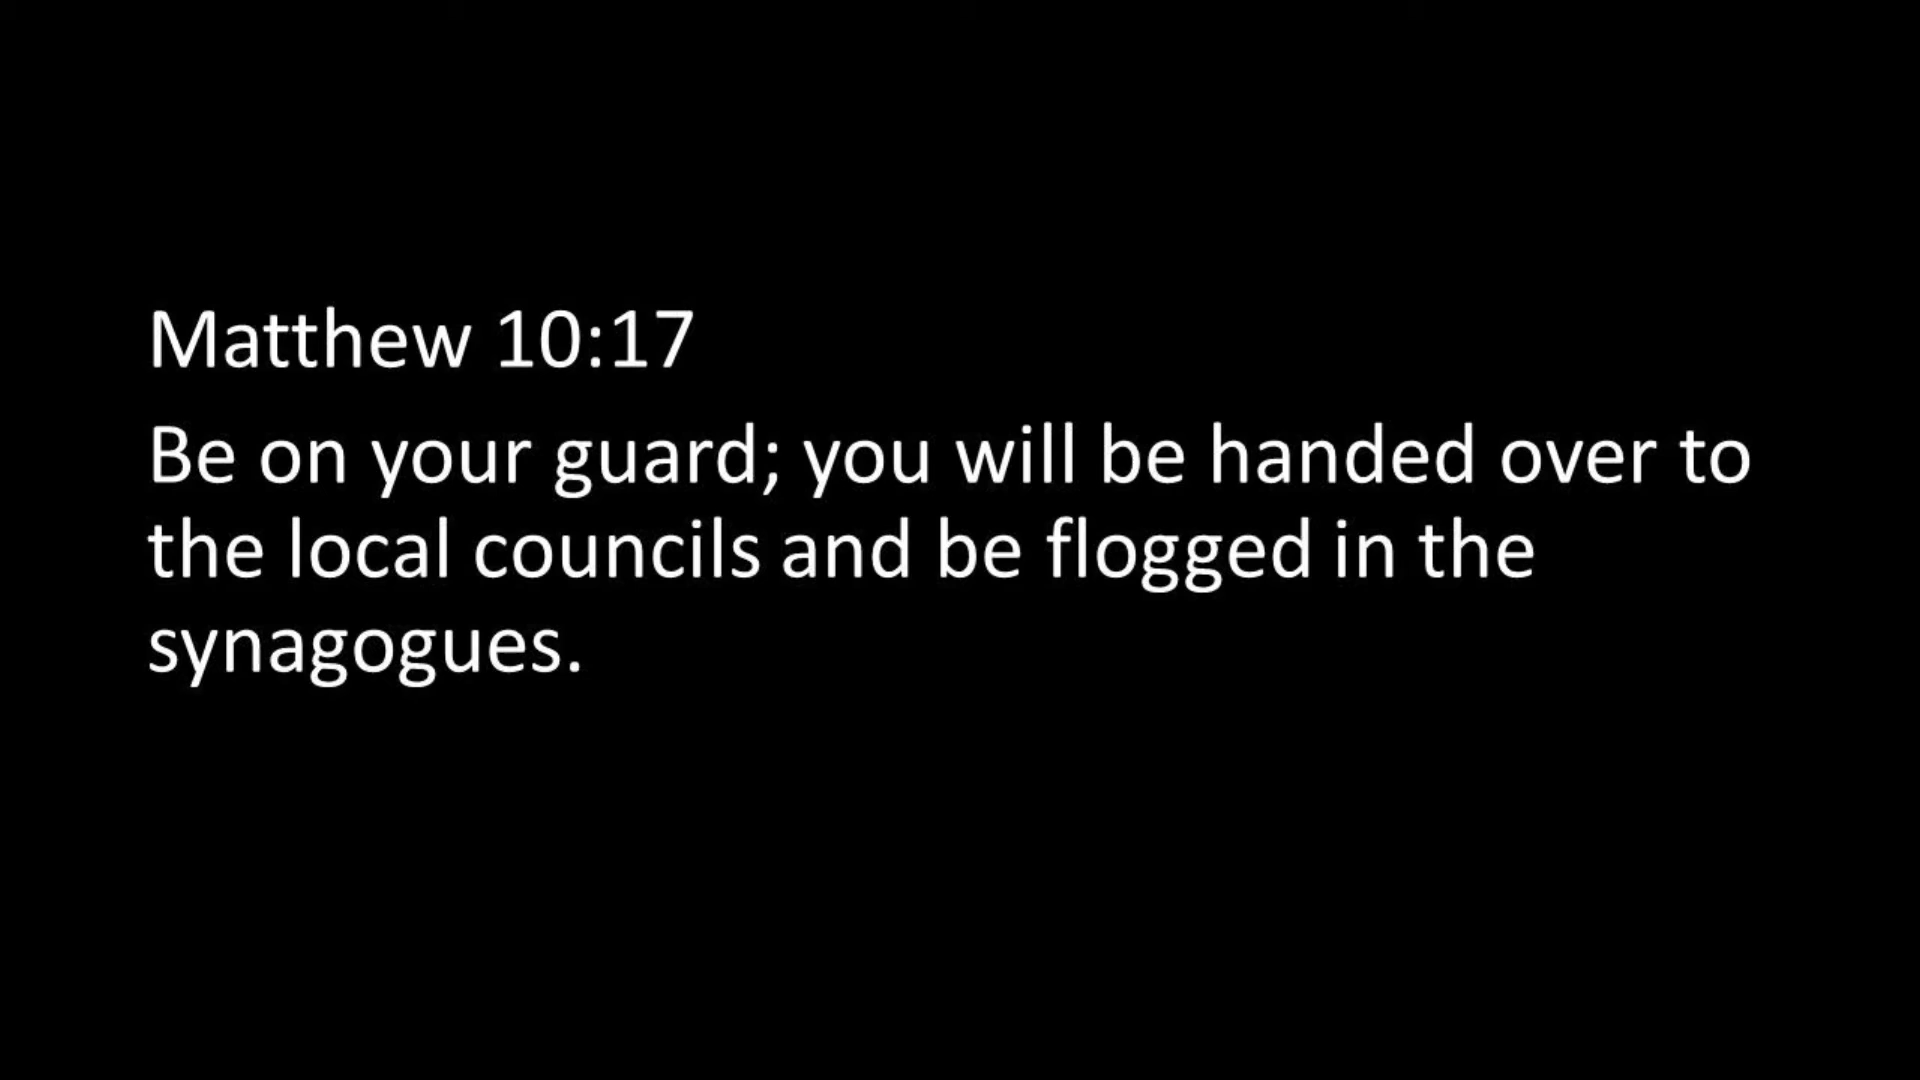 Matthew 10:17
Be on your guard; you will be handed over to
the local councils and be flogged in the
synagogues.